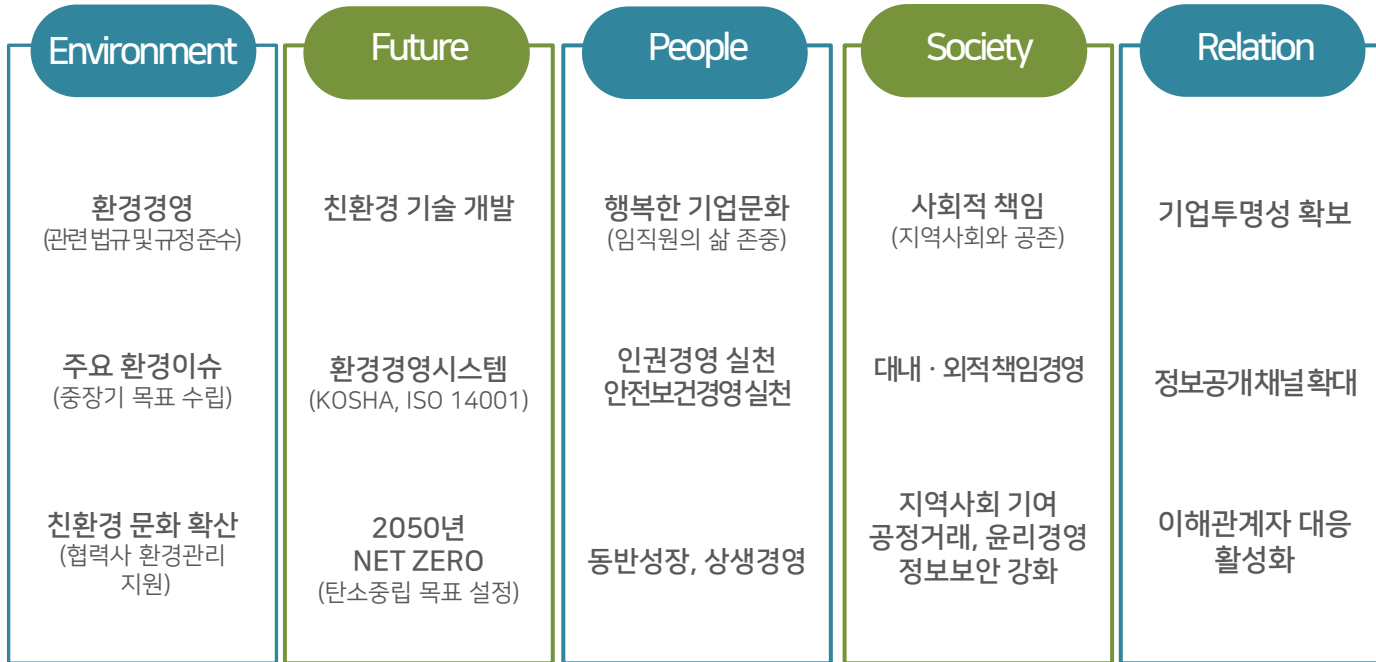 Environment
환경경영
(관련 법규 및 규정 준수)
주요 환경이슈
(중장기 목표 수립)
친환경 문화 확산
(협력사 환경관리
지원)
Future
친환경 기술 개발
환경경영시스템
(KOSHA, ISO 14001)
2050년
NET ZERO
(탄소중립 목표 설정)
People
행복한 기업문화
(임직원의 삶 존중)
인권경영 실천
안전보건경영 실천
동반성장, 상생경영
Society
사회적 책임
(지역사회와 공존)
대내 · 외적 책임경영
지역사회 기여
공정거래, 윤리경영
정보보안 강화
Relation
기업투명성 확보
정보공개 채널 확대
이해관계자 대응
활성화